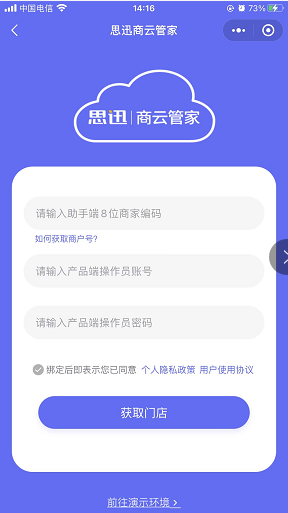 中国电信 14:16 73%
思迅商云管家
思迅 商云管家
请输入助手端8位商家编码
如何获取商户号?
请输入产品端操作员账号
请输入产品端操作员密码
绑定后即表示您已同意 个人隐私政策 用户使用协议
获取门店
前往演示环境 >